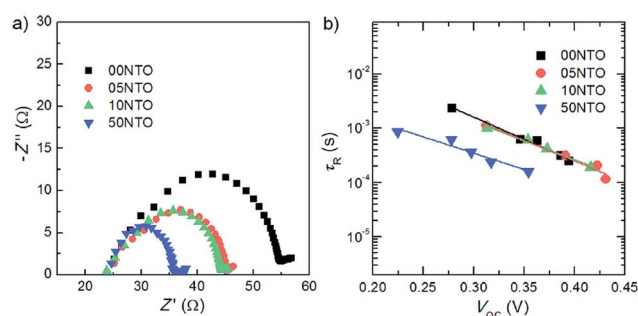 a)
30
25
20
15
10
5
0
-Z'' (Ω)
00NTO
05NTO
10NTO
50NTO
20 30 40 50 60
Z' (Ω)
b)
10⁻²
10⁻³
10⁻⁴
10⁻⁵
τR (s)
00NTO
05NTO
10NTO
50NTO
0.20 0.25 0.30 0.35 0.40 0.45
VOC (V)